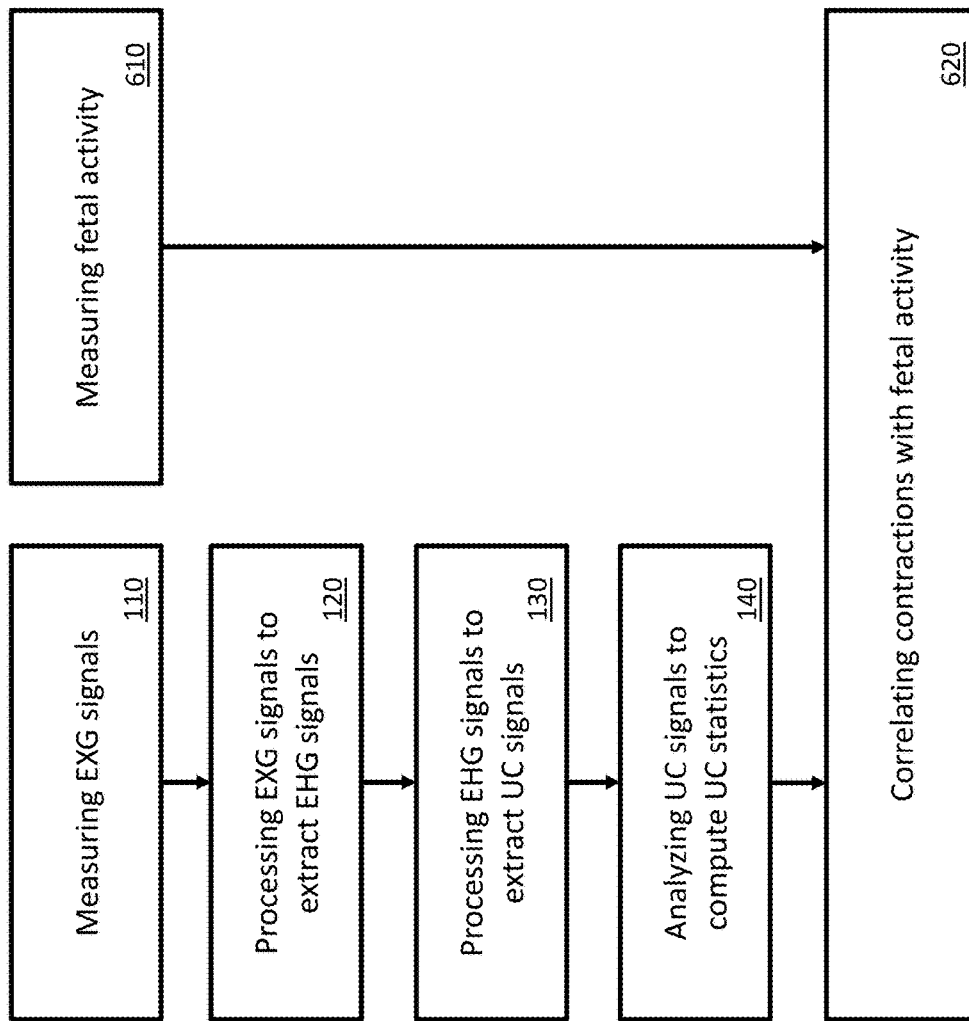 Measuring EXG signals
110
Processing EXG signals to
extract EHG signals
120
Processing EHG signals to
extract UC signals
130
Analyzing UC signals to
compute UC statistics
140
Measuring fetal activity
610
Correlating contractions with fetal activity
620